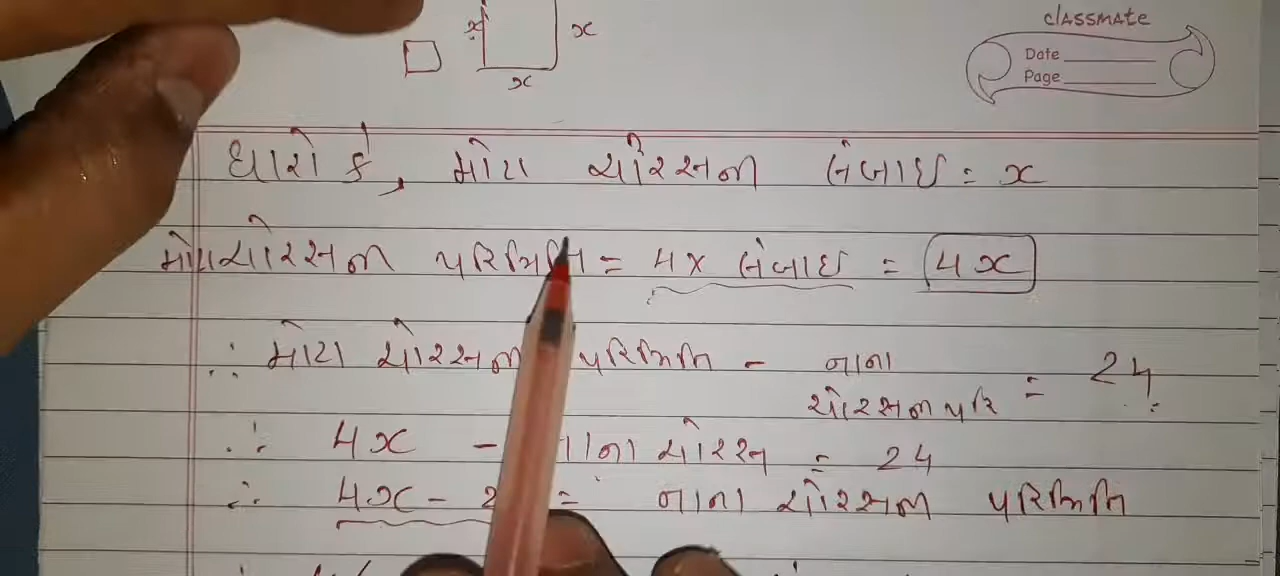 classmate
Date
Page
x x
x
ધારો કે, મોટા ચોરસની લંબાઇ = x
મોટા ચોરસની પરિમિતિ = 4 x લંબાઇ = 4x
∴ મોટા ચોરસની પરિમિતિ - નાના ચોરસની પરિ = 24
∴ 4x - ચોરસ = 24
∴ 4x - = નાના ચોરસની પરિમિતિ